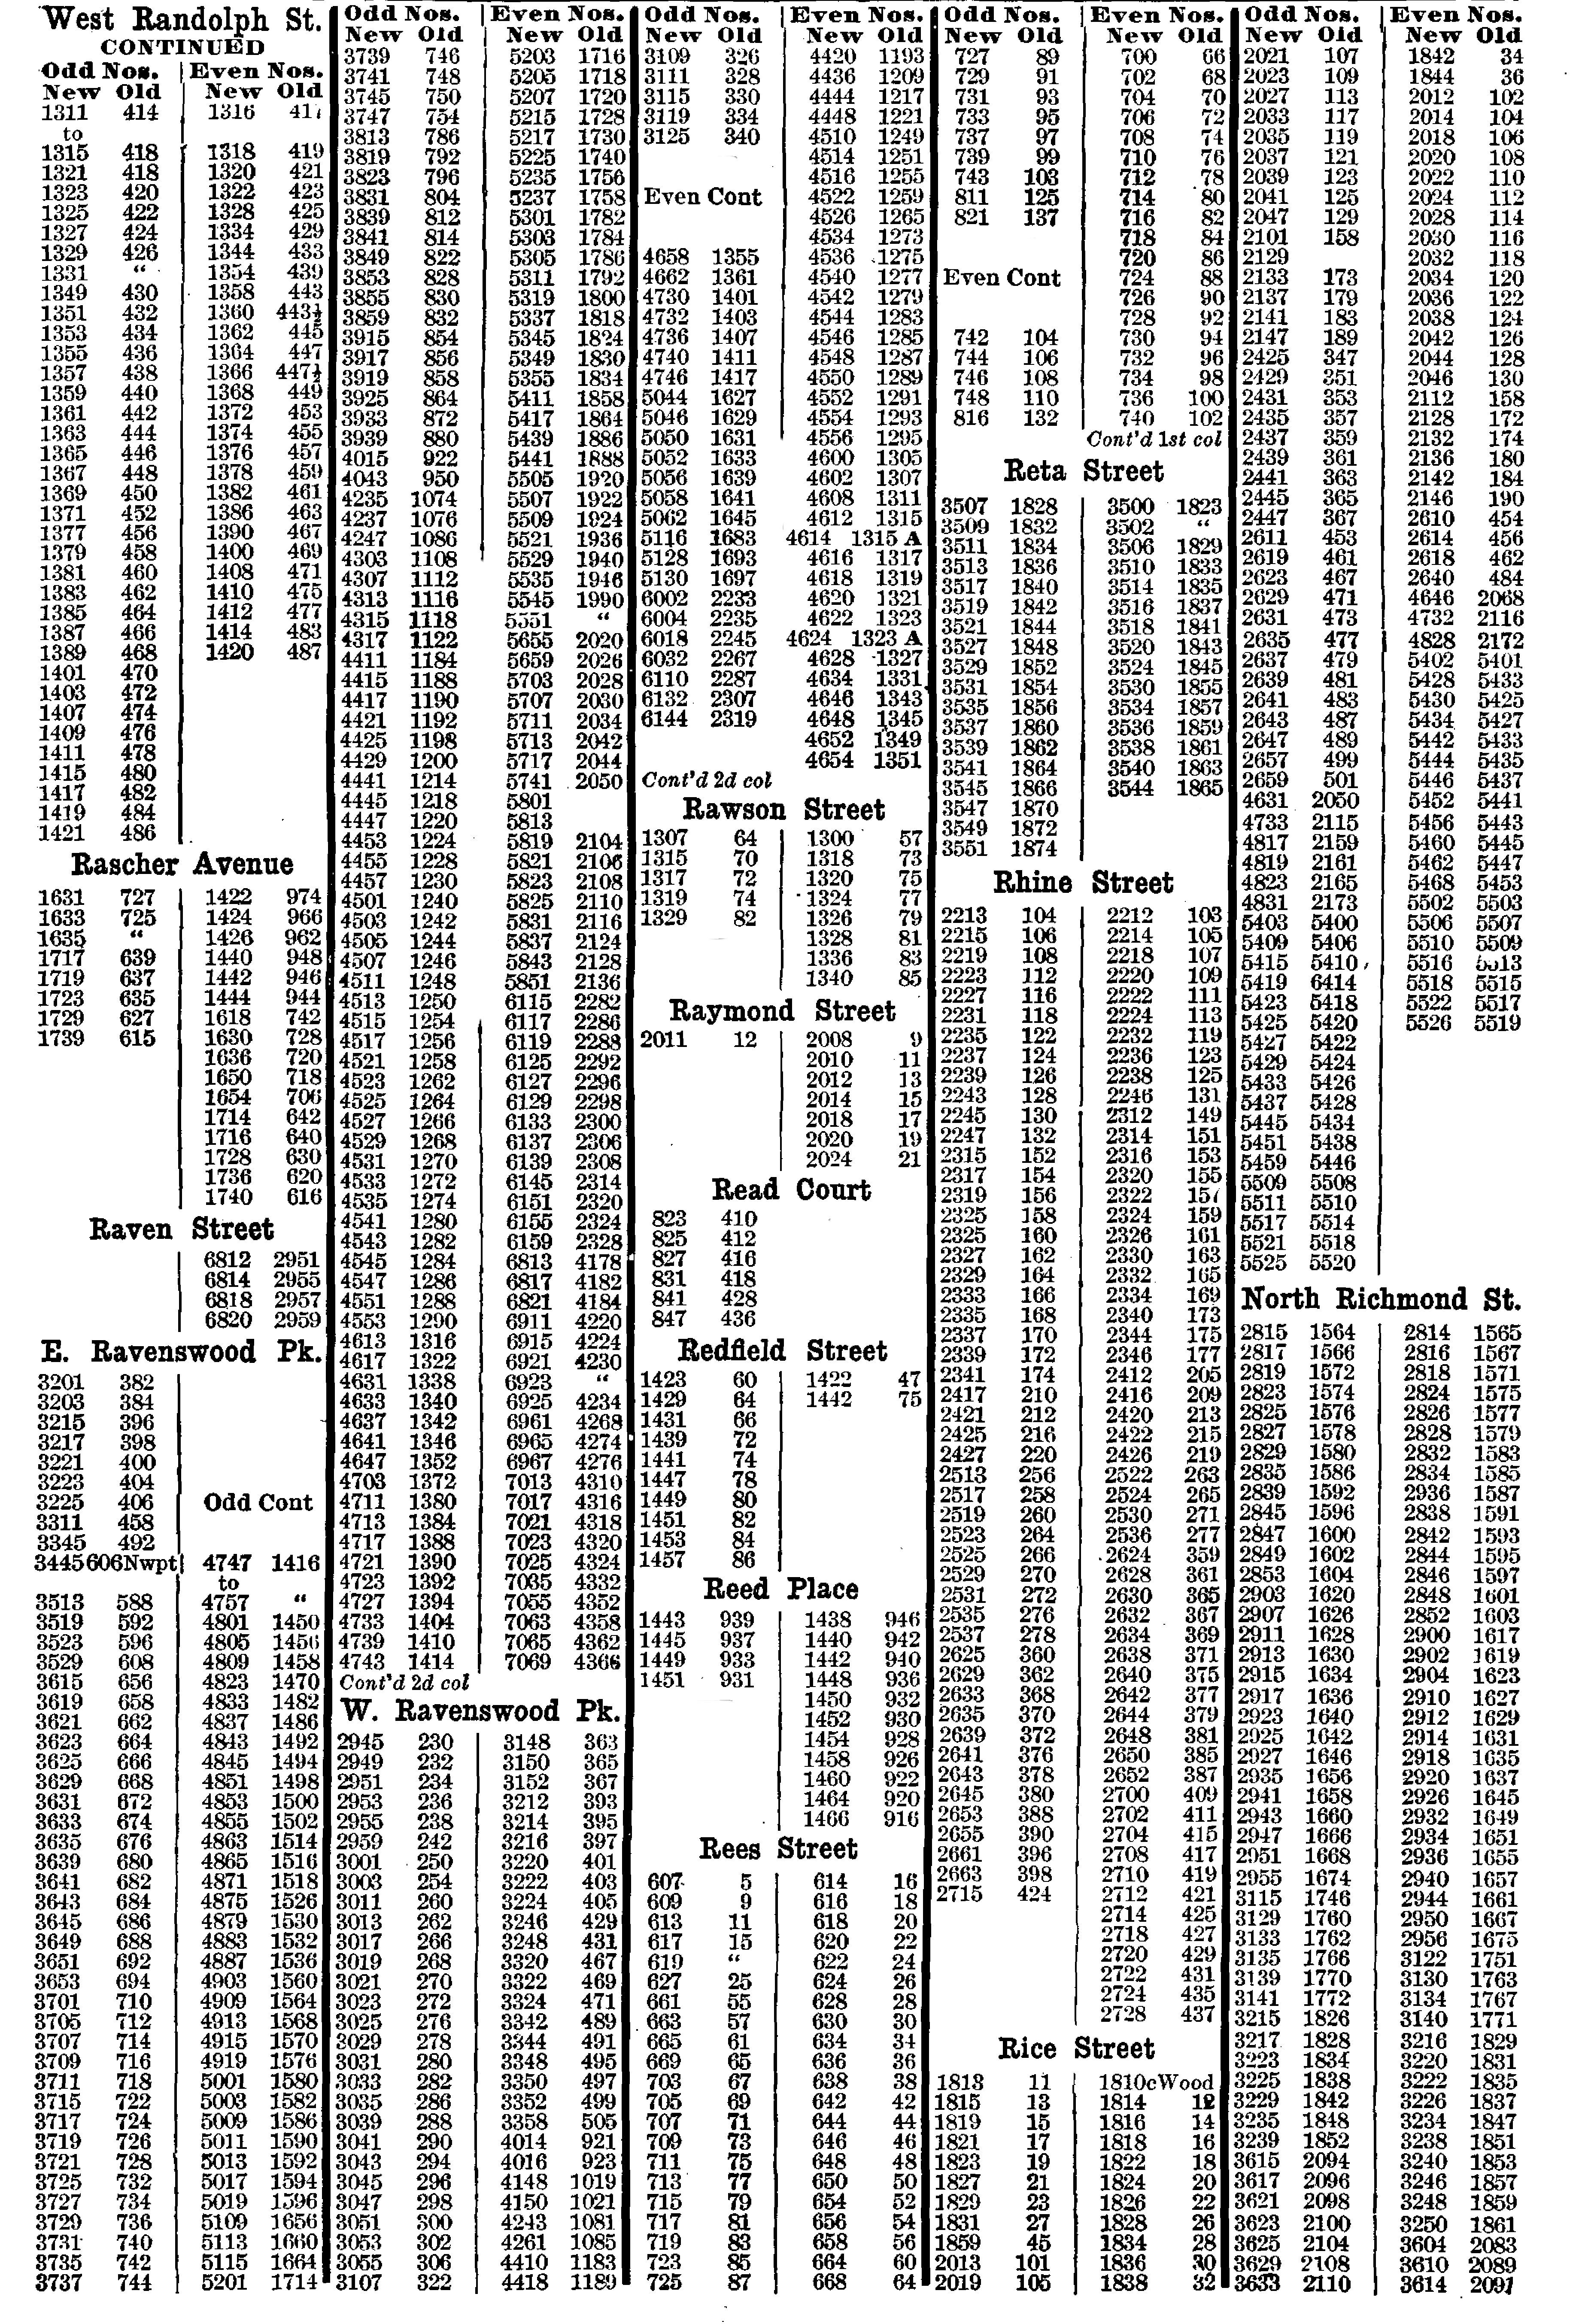 West Randolph St.
CONTINUED
Odd Nos. Even Nos.
New Old New Old
1311 414 1316
to
1315 418 1318 419
1321 418 1320 421
1323 420 1322 423
1325 422 1328 425
1327 424 1334 429
1329 426 1344 433
1331 “ 1354 439
1349 430 1358 443
1351 432 1360 443½
1353 434 1362 445
1355 436 1364 447
1357 438 1366 447½
1359 440 1368 449
1361 442 1372 453
1363 444 1374 455
1365 446 1376 457
1367 448 1378 459
1369 450 1382 461
1371 452 1386 463
1377 456 1390 467
1379 458 1400 469
1381 460 1408 471
1383 462 1410 475
1385 464 1412 477
1387 466 1414 483
1389 468 1420 487
1401 470
1403 472
1407 474
1409 476
1411 478
1415 480
1417 482
1419 484
1421 486
Rascher Avenue
1631 727 1422 974
1633 725 1424 966
1635 “ 1426 962
1717 639 1440 948
1719 637 1442 946
1723 635 1444 944
1729 627 1618 742
1739 615 1630 728
1636 720
1650 718
1654 706
1714 642
1716 640
1728 630
1736 620
1740 616
Raven Street
6812 2951
6814 2955
6818 2957
6820 2959
E. Ravenswood Pk.
3201 382
3203 384
3215 396
3217 398
3221 400
3223 404
3225 406 Odd Cont
3311 458
3345 492
3445 606Nwpt 4747 1416
to
3513 588 4757 “
3519 592 4801 1450
3523 596 4805 1456
3529 608 4809 1458
3615 656 4823 1470
3619 658 4833 1482
3621 662 4837 1486
3623 664 4843 1492
3625 666 4845 1494
3629 668 4851 1498
3631 672 4853 1500
3633 674 4855 1502
3635 676 4863 1514
3639 680 4865 1516
3641 682 4871 1518
3643 684 4875 1526
3645 686 4879 1530
3649 688 4883 1532
3651 692 4887 1536
3653 694 4903 1560
3701 710 4909 1564
3705 712 4913 1568
3707 714 4915 1570
3709 716 4919 1576
3711 718 5001 1580
3715 722 5003 1582
3717 724 5009 1586
3719 726 5011 1590
3721 728 5013 1592
3725 732 5017 1594
3727 734 5019 1596
3729 736 5109 1656
3731 740 5113 1660
3735 742 5115 1664
3737 744 5201 1714
Odd Nos. Even Nos.
New Old New Old
3739 746 5203 1716
3741 748 5205 1718
3745 750 5207 1720
3747 754 5215 1728
3813 786 5217 1730
3819 792 5225 1740
3823 796 5235 1756
3831 804 5237 1758
3839 812 5301 1782
3841 814 5303 1784
3849 822 5305 1786
3853 828 5311 1792
3855 830 5319 1800
3859 832 5337 1818
3915 854 5345 1824
3917 856 5349 1830
3919 858 5355 1834
3925 864 5411 1858
3933 872 5417 1864
3939 880 5439 1886
4015 922 5441 1888
4043 950 5505 1920
4235 1074 5507 1922
4237 1076 5509 1924
4247 1086 5521 1936
4303 1108 5529 1940
4307 1112 5535 1946
4313 1116 5545 1990
4315 1118 5551 “
4317 1122 5655 2020
4411 1184 5659 2026
4415 1188 5703 2028
4417 1190 5707 2030
4421 1192 5711 2034
4425 1198 5713 2042
4429 1200 5717 2044
4441 1214 5741 2050
4445 1218 5801
4447 1220 5813
4453 1224 5819 2104
4455 1228 5821 2106
4457 1230 5823 2108
4501 1240 5825 2110
4503 1242 5831 2116
4505 1244 5837 2124
4507 1246 5843 2128
4511 1248 5851 2136
4513 1250 6115 2282
4515 1254 6117 2286
4517 1256 6119 2288
4521 1258 6125 2292
4523 1262 6127 2296
4525 1264 6129 2298
4527 1266 6133 2300
4529 1268 6137 2306
4531 1270 6139 2308
4533 1272 6145 2314
4535 1274 6151 2320
4541 1280 6155 2324
4543 1282 6159 2328
4545 1284 6813 4178
4547 1286 6817 4182
4551 1288 6821 4184
4553 1290 6911 4220
4613 1316 6915 4224
4617 1322 6921 4230
4631 1338 6923 “
4633 1340 6925 4234
4637 1342 6961 4268
4641 1346 6965 4274
4647 1352 6967 4276
4703 1372 7013 4310
4711 1380 7017 4316
4713 1384 7021 4318
4717 1388 7023 4320
4721 1390 7025 4324
4723 1392 7035 4332
4727 1394 7055 4352
4733 1404 7063 4358
4739 1410 7065 4362
4743 1414 7069 4366
Cont'd 2d col
W. Ravenswood Pk.
2945 230 3148 363
2949 232 3150 365
2951 234 3152 367
2953 236 3212 393
2955 238 3214 395
2959 242 3216 397
3001 250 3220 401
3003 254 3222 403
3011 260 3224 405
3013 262 3246 429
3017 266 3248 431
3019 268 3320 467
3021 270 3322 469
3023 272 3324 471
3025 276 3342 489
3029 278 3344 491
3031 280 3348 495
3033 282 3350 497
3035 286 3352 499
3039 288 3358 505
3041 290 4014 921
3043 294 4016 923
3045 296 4148 1019
3047 298 4150 1021
3051 300 4243 1081
3053 302 4261 1085
3055 306 4410 1183
3107 322 4418 1189
Odd Nos. Even Nos.
New Old New Old
3109 326 4420 1193
3111 328 4436 1209
3115 330 4444 1217
3119 334 4448 1221
3125 340 4510 1249
4514 1251
4516 1255
Even Cont 4522 1259
4526 1265
4534 1273
4658 1355 4536 1275
4662 1361 4540 1277
4730 1401 4542 1279
4732 1403 4544 1283
4736 1407 4546 1285
4740 1411 4548 1287
4746 1417 4550 1289
5044 1627 4552 1291
5046 1629 4554 1293
5050 1631 4556 1295
5052 1633 4600 1305
5056 1639 4602 1307
5058 1641 4608 1311
5062 1645 4612 1315
5116 1683 4614 1315 A
5128 1693 4616 1317
5130 1697 4618 1319
6002 2233 4620 1321
6004 2235 4622 1323
6018 2245 4624 1323 A
6032 2267 4628 1327
6110 2287 4634 1331
6132 2307 4646 1343
6144 2319 4648 1345
4652 1349
4654 1351
Cont'd 2d col
Rawson Street
1307 64 1300 57
1315 70 1318 73
1317 72 1320 75
1319 74 1324 77
1329 82 1326 79
1328 81
1336 83
1340 85
Raymond Street
2011 12 2008 9
2010 11
2012 13
2014 15
2018 17
2020 19
2024 21
Read Court
823 410
825 412
827 416
831 418
841 428
847 436
Redfield Street
1423 60 1422 47
1429 64 1442 75
1431 66
1439 72
1441 74
1447 78
1449 80
1451 82
1453 84
1457 86
Reed Place
1443 939 1438 946
1445 937 1440 942
1449 933 1442 940
1451 931 1448 936
1450 932
1452 930
1454 928
1458 926
1460 922
1464 920
1466 916
Rees Street
607 5 614 16
609 9 616 18
613 11 618 20
617 15 620 22
619 “ 622 24
627 25 624 26
661 55 628 28
663 57 630 30
665 61 634 34
669 65 636 36
703 67 638 38
705 69 642 42
707 71 644 44
709 73 646 46
711 75 648 48
713 77 650 50
715 79 654 52
717 81 656 54
719 83 658 56
723 85 664 60
725 87 668 64
Odd Nos. Even Nos.
New Old New Old
727 89 700 66
729 91 702 68
731 93 704 70
733 95 706 72
737 97 708 74
739 99 710 76
743 103 712 78
811 125 714 80
821 137 716 82
718 84
720 86
Even Cont 724 88
726 90
728 92
742 104 730 94
744 106 732 96
746 108 734 98
748 110 736 100
816 132 740 102
Cont'd 1st col
Reta Street
3507 1828 3500 1823
3509 1832 3502 “
3511 1834 3506 1829
3513 1836 3510 1833
3517 1840 3514 1835
3519 1842 3516 1837
3521 1844 3518 1841
3527 1848 3520 1843
3529 1852 3524 1845
3531 1854 3530 1855
3535 1856 3534 1857
3537 1860 3536 1859
3539 1862 3538 1861
3541 1864 3540 1863
3545 1866 3544 1865
3547 1870
3549 1872
3551 1874
Rhine Street
2213 104 2212 103
2215 106 2214 105
2219 108 2218 107
2223 112 2220 109
2227 116 2222 111
2231 118 2224 113
2235 122 2232 119
2237 124 2236 123
2239 126 2238 125
2243 128 2246 131
2245 130 2312 149
2247 132 2314 151
2315 152 2316 153
2317 154 2320 155
2319 156 2322 157
2325 158 2324 159
2325 160 2326 161
2327 162 2330 163
2329 164 2332 165
2333 166 2334 169
2335 168 2340 173
2337 170 2344 175
2339 172 2346 177
2341 174 2412 205
2417 210 2416 209
2421 212 2420 213
2425 216 2422 215
2427 220 2426 219
2513 256 2522 263
2517 258 2524 265
2519 260 2530 271
2523 264 2536 277
2525 266 2624 359
2529 270 2628 361
2531 272 2630 365
2535 276 2632 367
2537 278 2634 369
2625 360 2638 371
2629 362 2640 375
2633 368 2642 377
2635 370 2644 379
2639 372 2648 381
2641 376 2650 385
2643 378 2652 387
2645 380 2700 409
2653 388 2702 411
2655 390 2704 415
2661 396 2708 417
2663 398 2710 419
2715 424 2712 421
2714 425
2718 427
2720 429
2722 431
2724 435
2728 437
Rice Street
1813 11 1810cWood
1815 13 1814 12
1819 15 1816 14
1821 17 1818 16
1823 19 1822 18
1827 21 1824 20
1829 23 1826 22
1831 27 1828 26
1859 45 1834 28
2013 101 1836 30
2019 105 1838 32
Odd Nos. Even Nos.
New Old New Old
2021 107 1842 34
2023 109 1844 36
2027 113 2012 102
2033 117 2014 104
2035 119 2018 106
2037 121 2020 108
2039 123 2022 110
2041 125 2024 112
2047 129 2028 114
2101 158 2030 116
2129 2032 118
2133 173 2034 120
2137 179 2036 122
2141 183 2038 124
2147 189 2042 126
2425 347 2044 128
2429 351 2046 130
2431 353 2112 158
2435 357 2128 172
2437 359 2132 174
2439 361 2136 180
2441 363 2142 184
2445 365 2146 190
2447 367 2610 454
2611 453 2614 456
2619 461 2618 462
2623 467 2640 484
2629 471 4646 2068
2631 473 4732 2116
2635 477 4828 2172
2637 479 5402 5401
2639 481 5428 5433
2641 483 5430 5425
2643 487 5434 5427
2647 489 5442 5433
2657 499 5444 5435
2659 501 5446 5437
4631 2050 5452 5441
4733 2115 5456 5443
4817 2159 5460 5445
4819 2161 5462 5447
4823 2165 5468 5453
4831 2173 5502 5503
5403 5400 5506 5507
5409 5406 5510 5509
5415 5410 5516
5419 6414 5518 5515
5423 5418 5522 5517
5425 5420 5526 5519
5427 5422
5429 5424
5433 5426
5437 5428
5445 5434
5451 5438
5459 5446
5509 5508
5511 5510
5517 5514
5521 5518
5525 5520
North Richmond St.
2815 1564 2814 1565
2817 1566 2816 1567
2819 1572 2818 1571
2823 1574 2824 1575
2825 1576 2826 1577
2827 1578 2828 1579
2829 1580 2832 1583
2835 1586 2834 1585
2839 1592 2936 1587
2845 1596 2838 1591
2847 1600 2842 1593
2849 1602 2844 1595
2853 1604 2846 1597
2903 1620 2848 1601
2907 1626 2852 1603
2911 1628 2900 1617
2913 1630 2902 1619
2915 1634 2904 1623
2917 1636 2910 1627
2923 1640 2912 1629
2925 1642 2914 1631
2927 1646 2918 1635
2935 1656 2920 1637
2941 1658 2926 1645
2943 1660 2932 1649
2947 1666 2934 1651
2951 1668 2936 1655
2955 1674 2940 1657
3115 1746 2944 1661
3129 1760 2950 1667
3133 1762 2956 1675
3135 1766 3122 1751
3139 1770 3130 1763
3141 1772 3134 1767
3215 1826 3140 1771
3217 1828 3216 1829
3223 1834 3220 1831
3225 1838 3222 1835
3229 1842 3226 1837
3235 1848 3234 1847
3239 1852 3238 1851
3615 2094 3240 1853
3617 2096 3246 1857
3621 2098 3248 1859
3623 2100 3250 1861
3625 2104 3604 2083
3629 2108 3610 2089
3633 2110 3614 2091